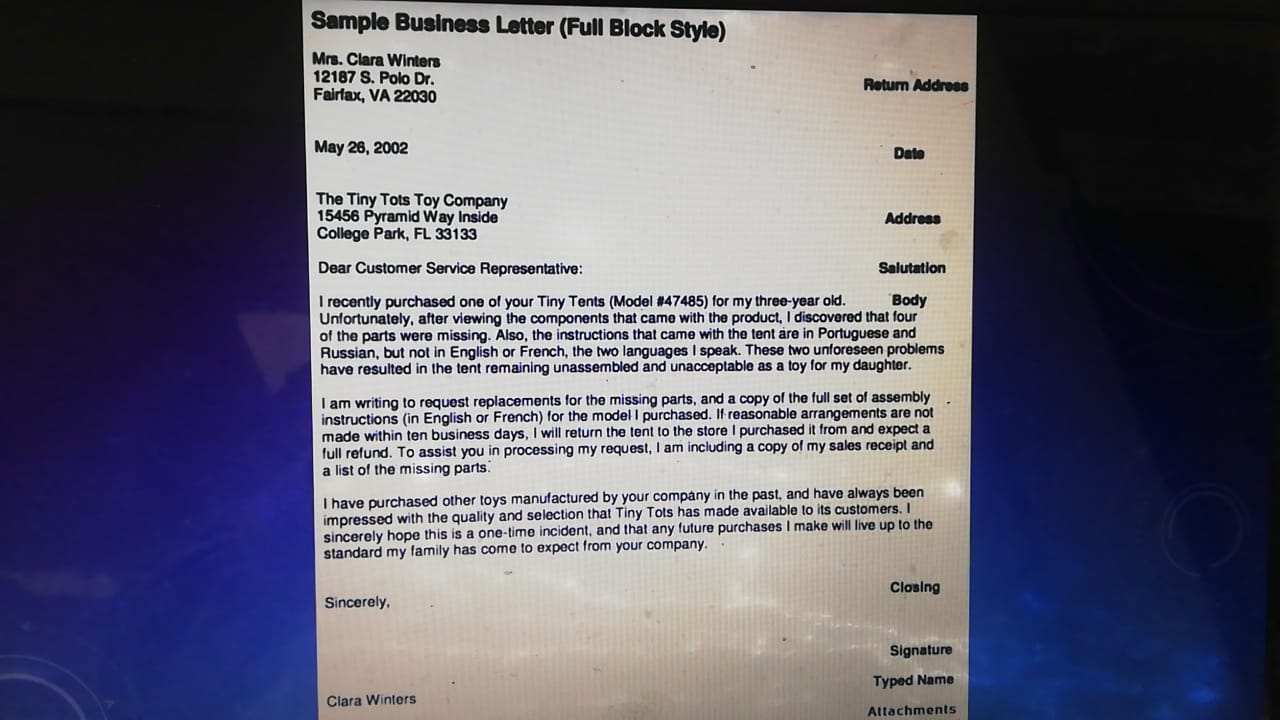 Sample Business Letter (Full Block Style)
Mrs. Clara Winters
12187 S. Polo Dr.
Fairfax, VA 22030
Return Address
May 26, 2002
Date
The Tiny Tots Toy Company
15456 Pyramid Way Inside
College Park, FL 33133
Address
Dear Customer Service Representative:
Salutation
I recently purchased one of your Tiny Tents (Model #47485) for my three-year old.
Body
Unfortunately, after viewing the components that came with the product, I discovered that four
of the parts were missing. Also, the instructions that came with the tent are in Portuguese and
Russian, but not in English or French, the two languages I speak. These two unforeseen problems
have resulted in the tent remaining unassembled and unacceptable as a toy for my daughter.
I am writing to request replacements for the missing parts, and a copy of the full set of assembly
instructions (in English or French) for the model I purchased. If reasonable arrangements are not
made within ten business days, I will return the tent to the store I purchased it from and expect a
full refund. To assist you in processing my request, I am including a copy of my sales receipt and
a list of the missing parts.
I have purchased other toys manufactured by your company in the past, and have always been
impressed with the quality and selection that Tiny Tots has made available to its customers. I
sincerely hope this is a one-time incident, and that any future purchases I make will live up to the
standard my family has come to expect from your company.
Closing
Sincerely,
Signature
Typed Name
Clara Winters
Attachments